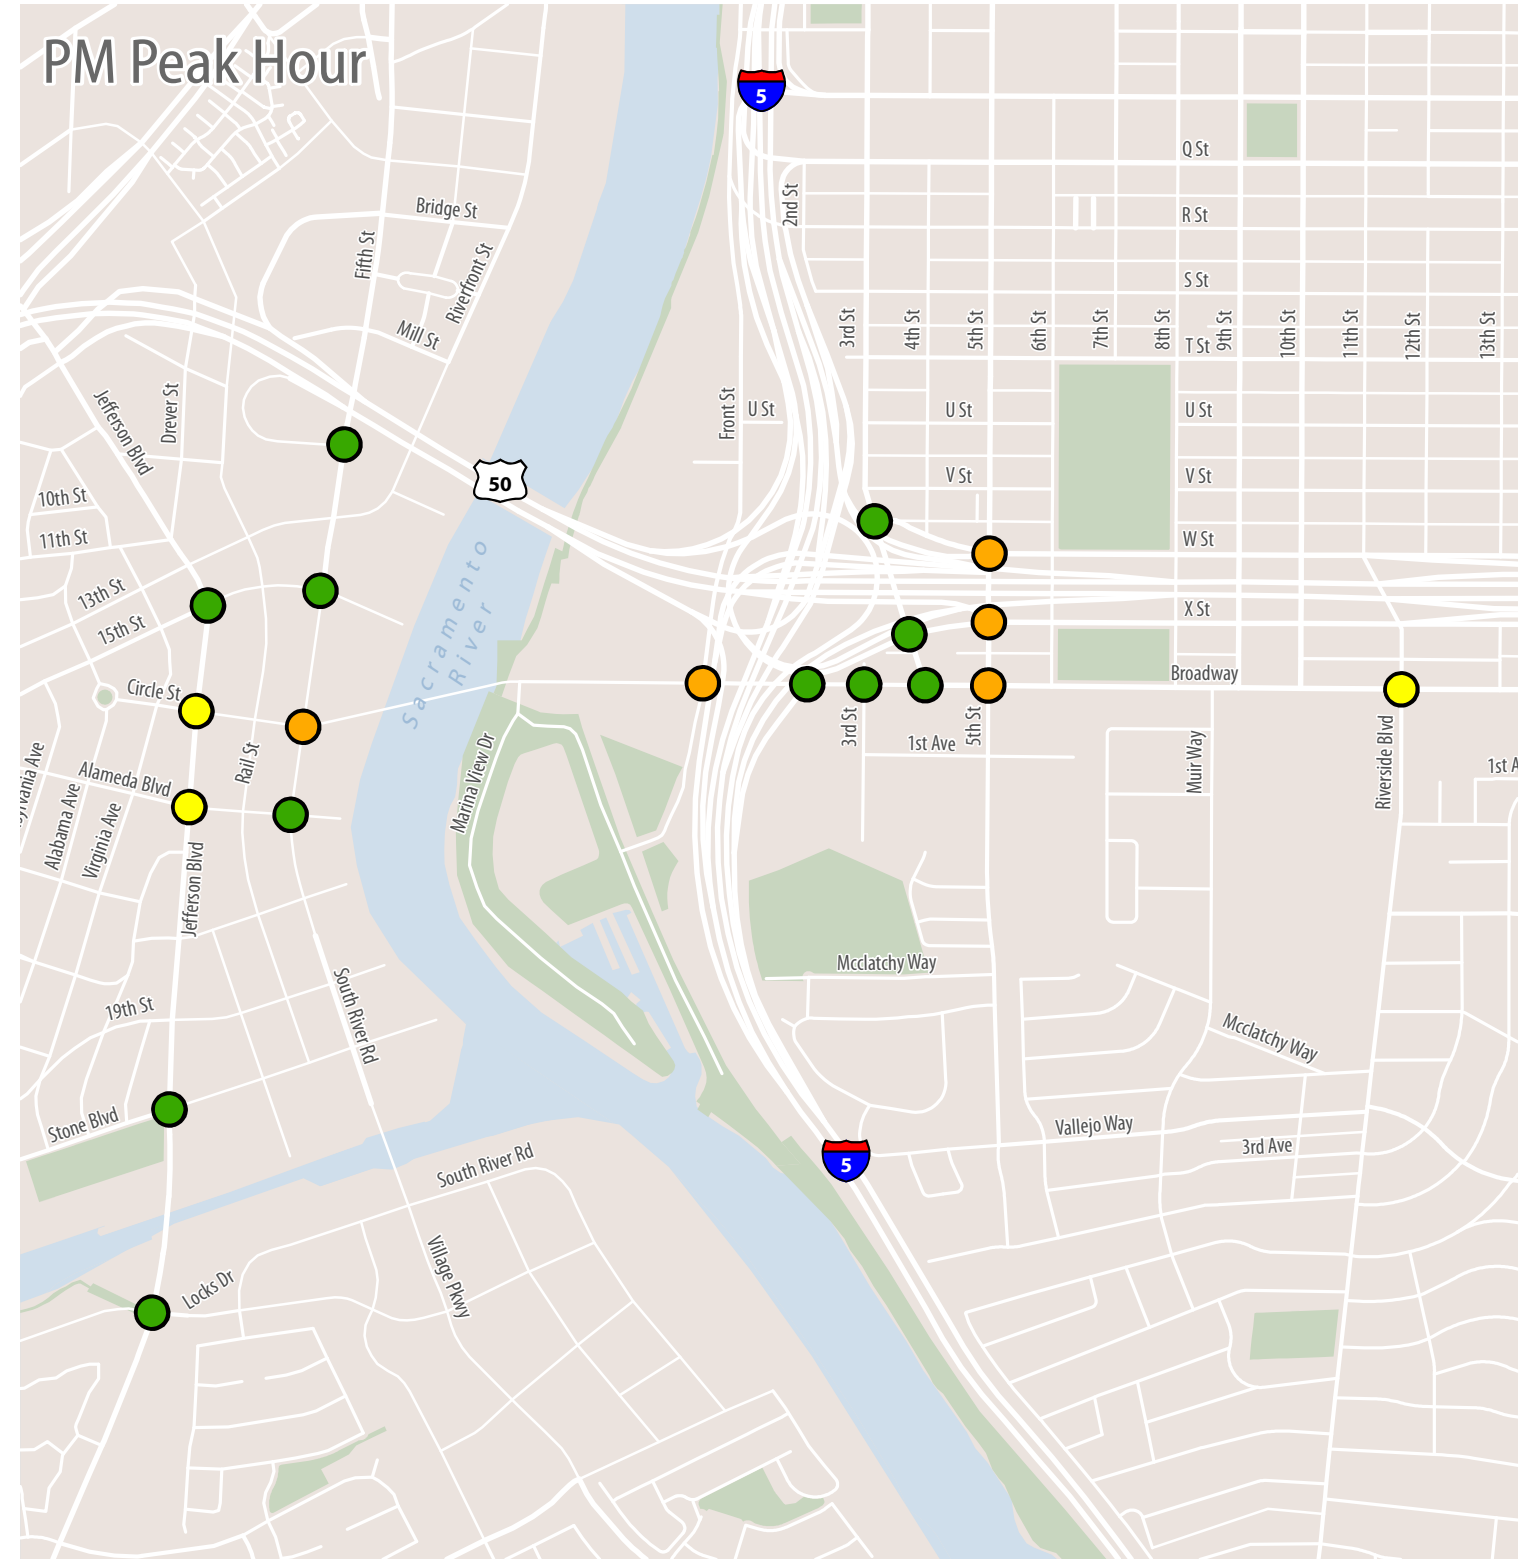 PM Peak Hour
5
Q St
2nd St
Bridge St
R St
Fifth St
Riverfront St
S St
Mill St
3rd St
4th St
5th St
6th St
7th St
8th St
9th St
10th St
11th St
12th St
13th St
T St
Jefferson Blvd
Drever St
Front St
U St
U St
U St
V St
V St
50
10th St
11th St
W St
Sacramento
River
13th St
15th St
X St
Circle St
Broadway
3rd St
5th St
1st Ave
Muir Way
Riverside Blvd
Marina View Dr
Rail St
Alameda Blvd
Alabama Ave
Virginia Ave
Jefferson Blvd
Mcclatchy Way
19th St
South River Rd
Mcclatchy Way
Stone Blvd
Vallejo Way
3rd Ave
5
South River Rd
Village Pkwy
Locks Dr